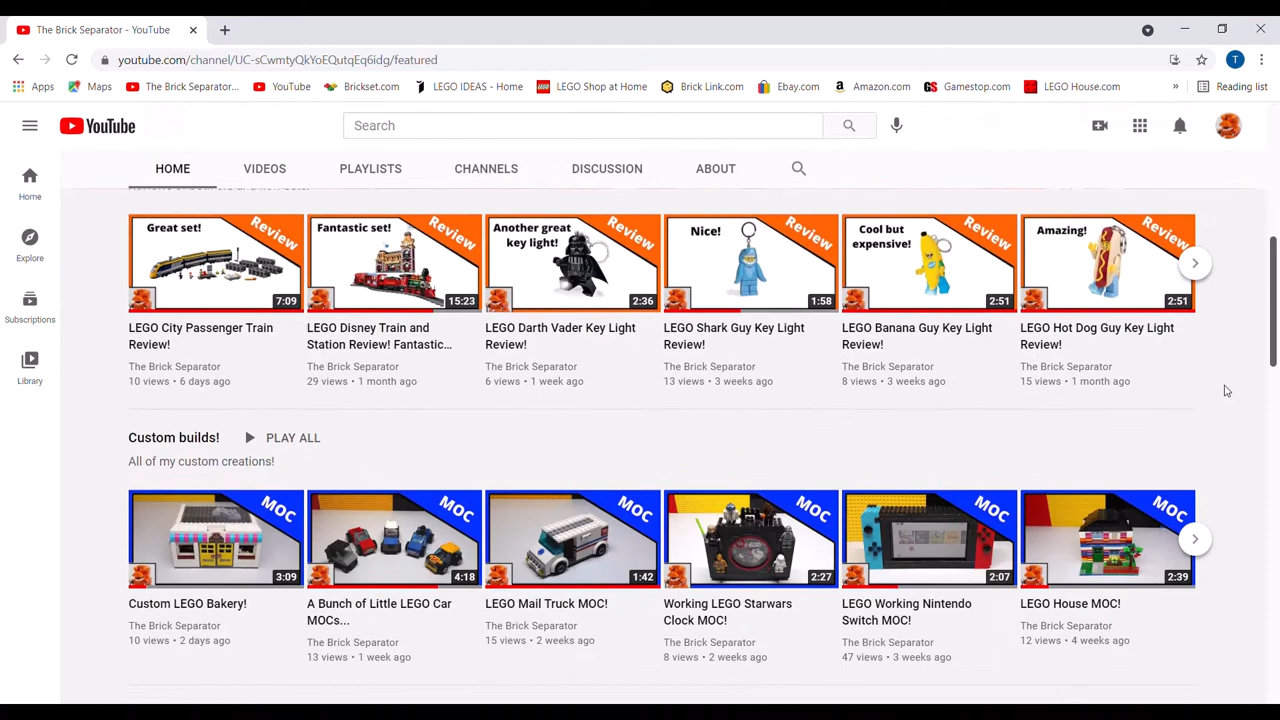 The Brick Separator - YouTube
youtube.com/channel/UC-sCwmtyQkYoEQutqEq6idg/featured
T
Apps Maps The Brick Separator... YouTube Brickset.com LEGO IDEAS - Home LEGO Shop at Home Brick Link.com Ebay.com Amazon.com Gamestop.com LEGO House.com » Reading list
YouTube
Search
HOME VIDEOS PLAYLISTS CHANNELS DISCUSSION ABOUT
Home
Explore
Subscriptions
Library
Great set! Review 7:09
Fantastic set! Review 15:23
Another great key light! Review 2:36
Nice! Review 1:58
Cool but expensive! Review 2:51
Amazing! Review 2:51
LEGO City Passenger Train Review!
The Brick Separator
10 views • 6 days ago
LEGO Disney Train and Station Review! Fantastic...
The Brick Separator
29 views • 1 month ago
LEGO Darth Vader Key Light Review!
The Brick Separator
6 views • 1 week ago
LEGO Shark Guy Key Light Review!
The Brick Separator
13 views • 3 weeks ago
LEGO Banana Guy Key Light Review!
The Brick Separator
8 views • 3 weeks ago
LEGO Hot Dog Guy Key Light Review!
The Brick Separator
15 views • 1 month ago
Custom builds! PLAY ALL
All of my custom creations!
MOC 3:09
MOC 4:18
MOC 1:42
MOC 2:27
MOC 2:07
MOC 2:39
Custom LEGO Bakery!
The Brick Separator
10 views • 2 days ago
A Bunch of Little LEGO Car MOCs...
The Brick Separator
13 views • 1 week ago
LEGO Mail Truck MOC!
The Brick Separator
15 views • 2 weeks ago
Working LEGO Starwars Clock MOC!
The Brick Separator
8 views • 2 weeks ago
LEGO Working Nintendo Switch MOC!
The Brick Separator
47 views • 3 weeks ago
LEGO House MOC!
The Brick Separator
12 views • 4 weeks ago